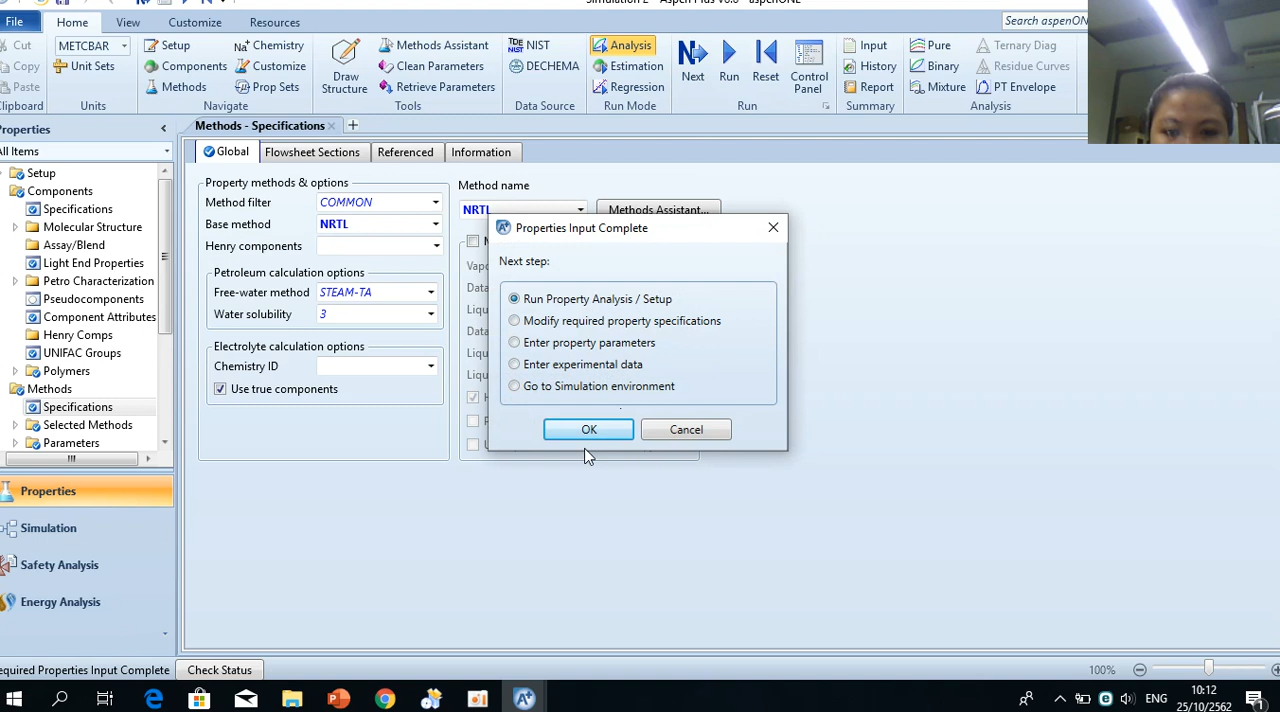 Simulation 2 - Aspen Plus V8.8 - aspenONE
File
Home
View
Customize
Resources
Search aspenON
Cut
Copy
Paste
Clipboard
METCBAR
Unit Sets
Units
Setup
Components
Methods
Chemistry
Customize
Prop Sets
Navigate
Draw
Structure
Methods Assistant
Clean Parameters
Retrieve Parameters
Tools
NIST
DECHEMA
Data Source
Analysis
Estimation
Regression
Run Mode
Next
Run
Reset
Control
Panel
Run
Input
History
Report
Summary
Pure
Binary
Mixture
Ternary Diag
Residue Curves
PT Envelope
Analysis
Properties
All Items
Setup
Components
Specifications
Molecular Structure
Assay/Blend
Light End Properties
Petro Characterization
Pseudocomponents
Component Attributes
Henry Comps
UNIFAC Groups
Polymers
Methods
Specifications
Selected Methods
Parameters
Properties
Simulation
Safety Analysis
Energy Analysis
Methods - Specifications
Global
Flowsheet Sections
Referenced
Information
Property methods & options
Method filter COMMON
Base method NRTL
Henry components
Petroleum calculation options
Free-water method STEAM-TA
Water solubility 3
Electrolyte calculation options
Chemistry ID
Use true components
Method name
NRTL
Methods Assistant...
Vapo
Data
Liqu
Data
Liqu
Liqu
Properties Input Complete
Next step:
Run Property Analysis / Setup
Modify required property specifications
Enter property parameters
Enter experimental data
Go to Simulation environment
OK
Cancel
equired Properties Input Complete
Check Status
100%
ENG
10:12
25/10/2562